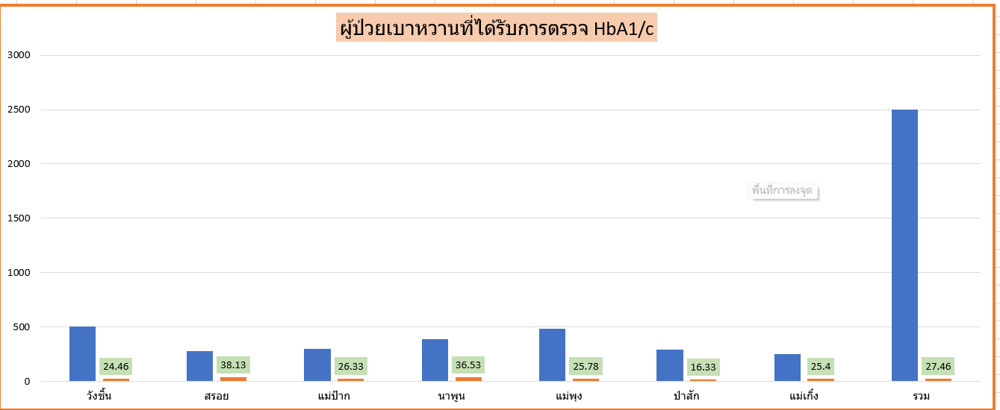 ผู้ป่วยเบาหวานที่ได้รับการตรวจ HbA1/c
3000
2500
2000
พื้นที่การลงจุด
1500
1000
500
24.46 38.13 26.33 36.53 25.78 16.33 25.4 27.46
0
วังชิ้น สรอย แม่ป้าก นาพูน แม่พุง ป่าสัก แม่เกิ๋ง รวม